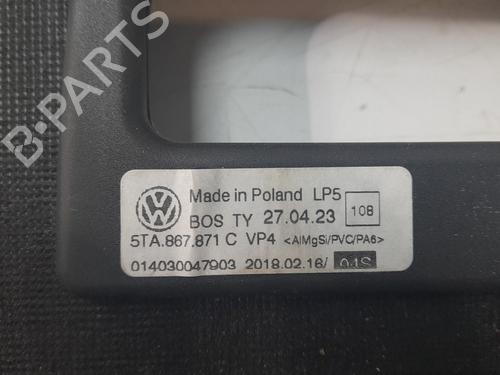 B-PARTS
Made in Poland LP5
BOS TY 27.04.23 108
5TA.867.871 C VP4 <AlMgSi/PVC/PA6>
014030047903 2018.02.16/ 04S